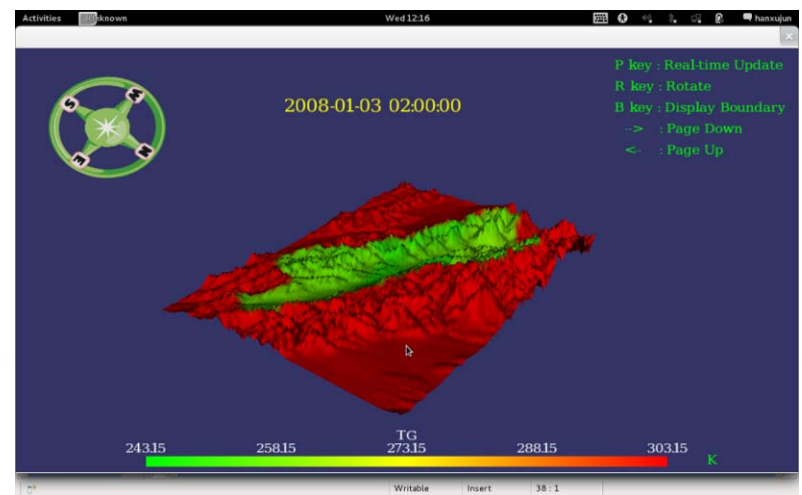 Activities
Unknown
Wed 12:16
hanxujun
P key : Real-time Update
R key : Rotate
B key : Display Boundary
--> : Page Down
<- : Page Up
2008-01-03 02:00:00
S
W
E
N
TG
243.15 258.15 273.15 288.15 303.15
K
Writable Insert 38 : 1